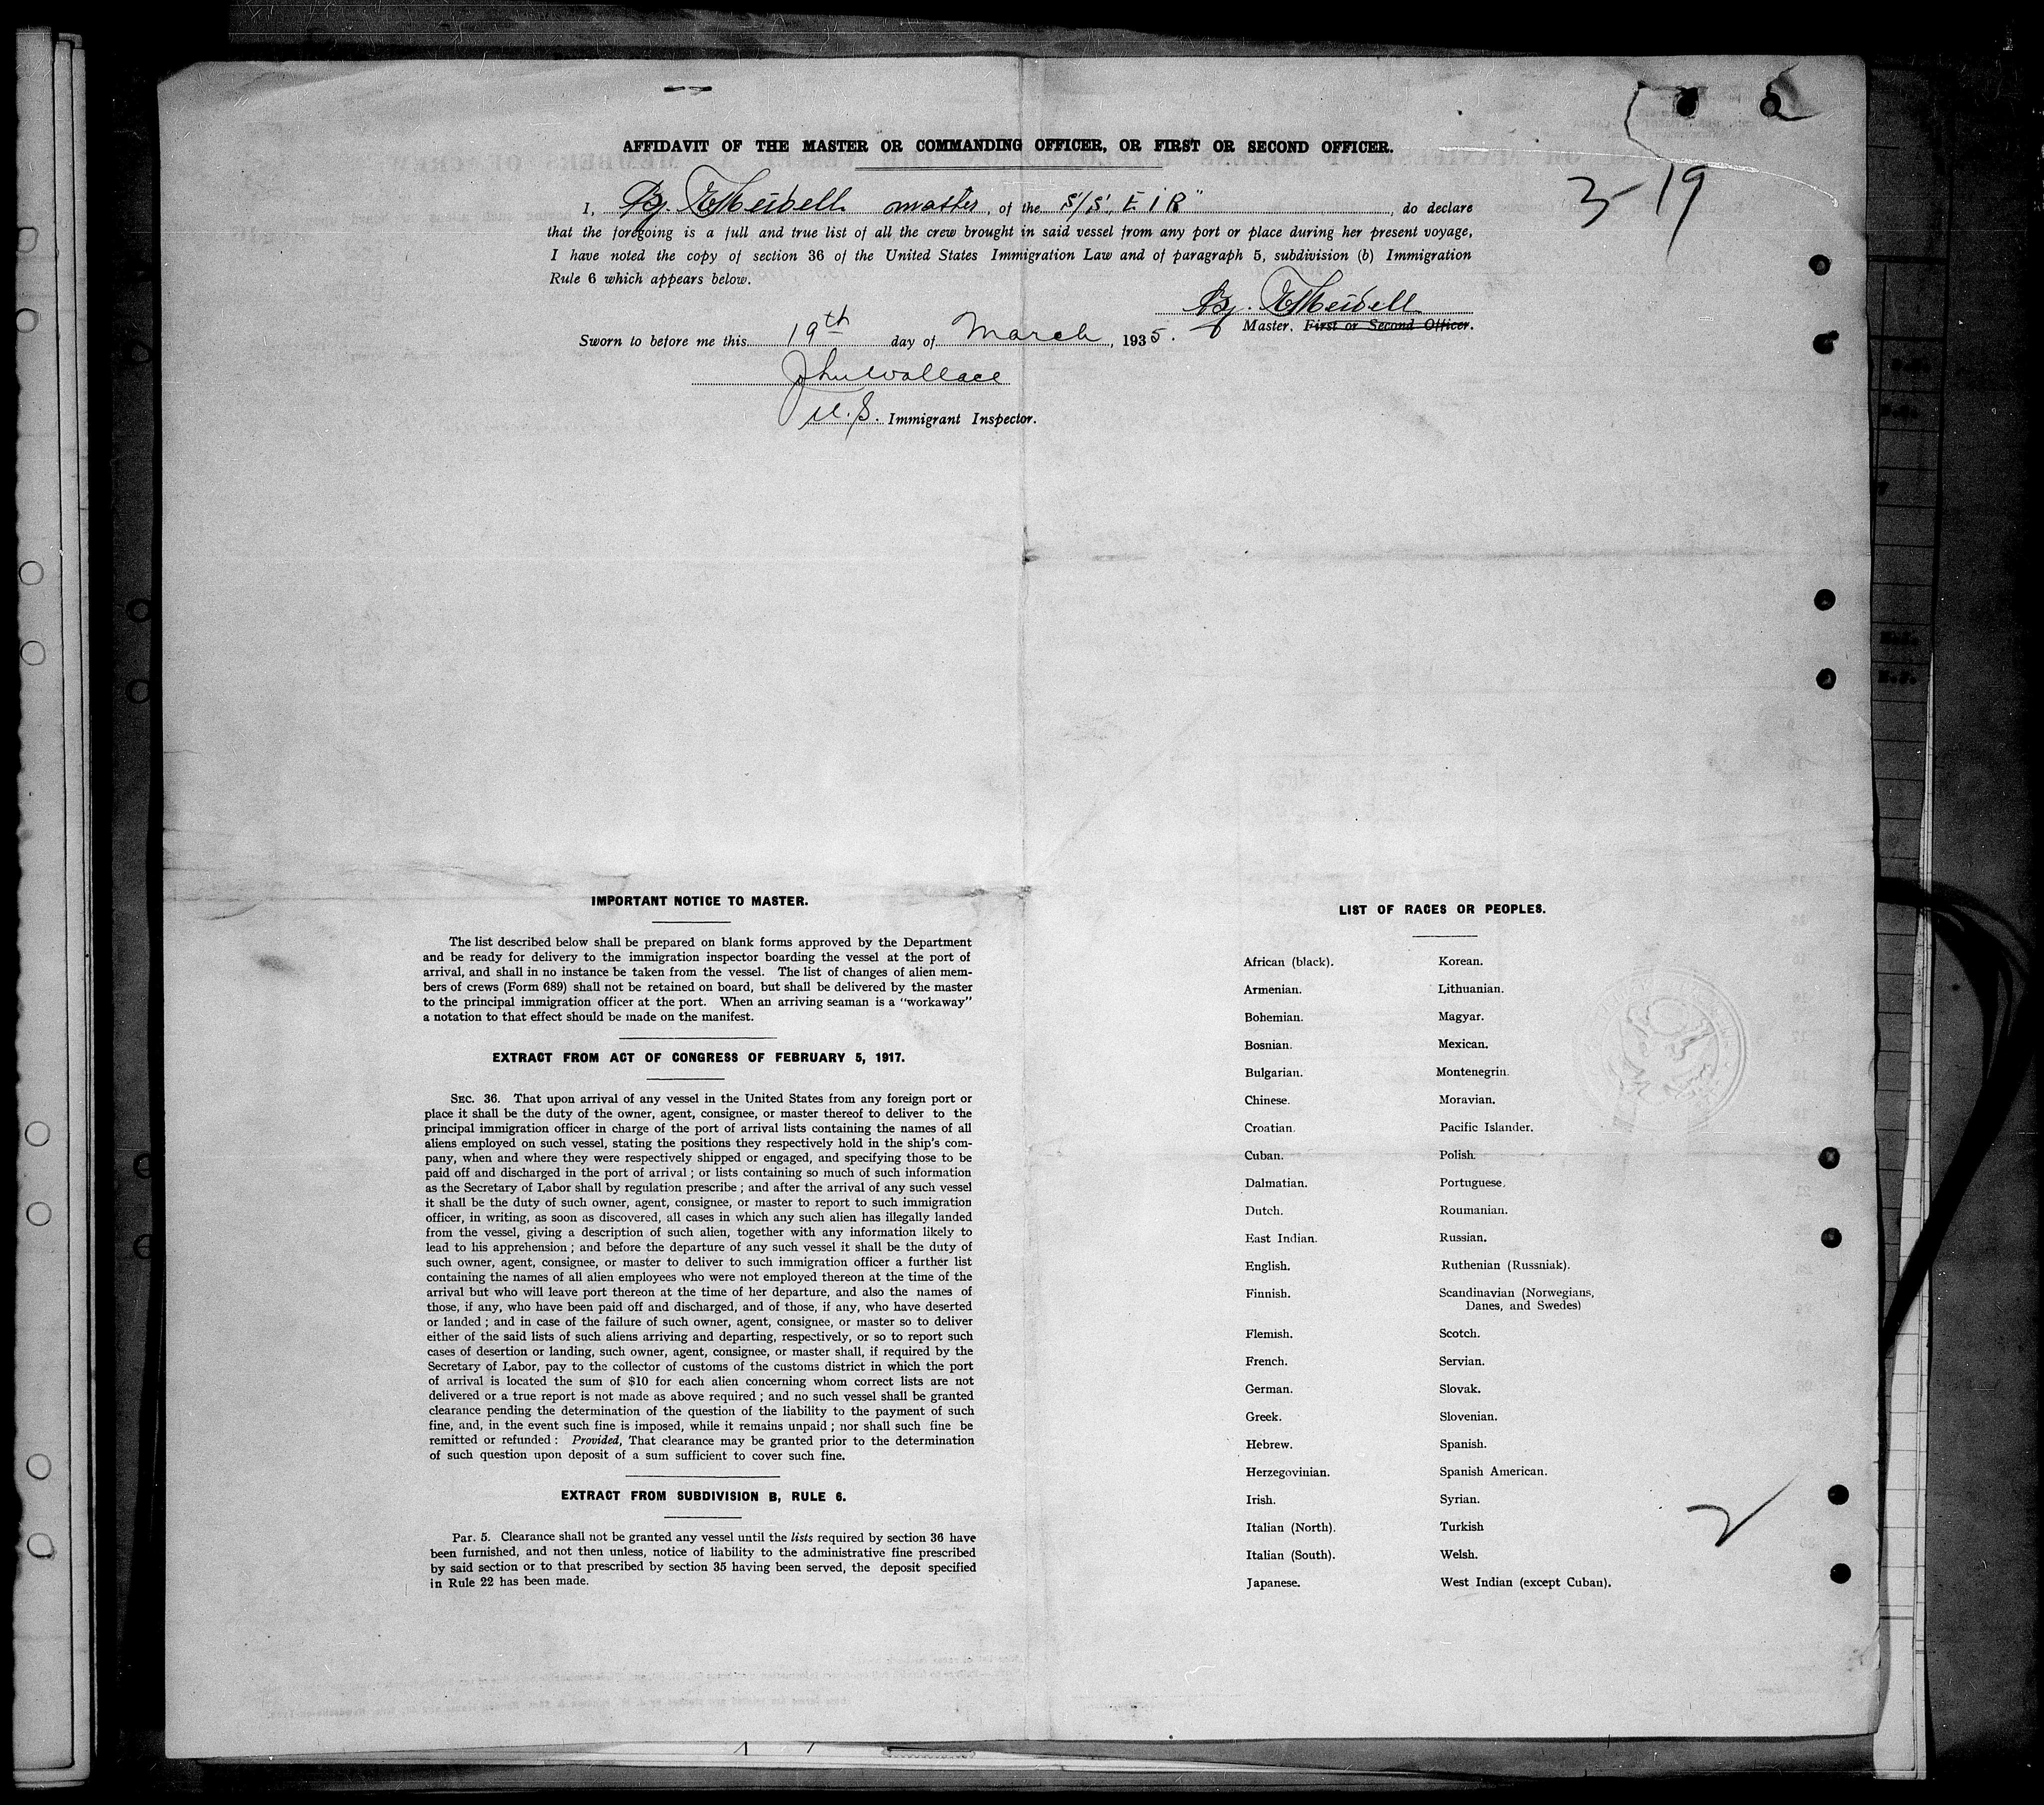 AFFIDAVIT OF THE MASTER OR COMMANDING OFFICER, OR FIRST OR SECOND OFFICER.
3-19
I, master, of the S/S. "EIR", do declare
that the foregoing is a full and true list of all the crew brought in said vessel from any port or place during her present voyage,
I have noted the copy of section 36 of the United States Immigration Law and of paragraph 5, subdivision (b) Immigration
Rule 6 which appears below.
Master, First or Second Officer.
Sworn to before me this 19th day of March, 1935.
John Wallace
U.S. Immigrant Inspector.
IMPORTANT NOTICE TO MASTER.
The list described below shall be prepared on blank forms approved by the Department
and be ready for delivery to the immigration inspector boarding the vessel at the port of
arrival, and shall in no instance be taken from the vessel. The list of changes of alien mem-
bers of crews (Form 689) shall not be retained on board, but shall be delivered by the master
to the principal immigration officer at the port. When an arriving seaman is a "workaway"
a notation to that effect should be made on the manifest.
EXTRACT FROM ACT OF CONGRESS OF FEBRUARY 5, 1917.
SEC. 36. That upon arrival of any vessel in the United States from any foreign port or
place it shall be the duty of the owner, agent, consignee, or master thereof to deliver to the
principal immigration officer in charge of the port of arrival lists containing the names of all
aliens employed on such vessel, stating the positions they respectively hold in the ship's com-
pany, when and where they were respectively shipped or engaged, and specifying those to be
paid off and discharged in the port of arrival; or lists containing so much of such information
as the Secretary of Labor shall by regulation prescribe; and after the arrival of any such vessel
it shall be the duty of such owner, agent, consignee, or master to report to such immigration
officer, in writing, as soon as discovered, all cases in which any such alien has illegally landed
from the vessel, giving a description of such alien, together with any information likely to
lead to his apprehension; and before the departure of any such vessel it shall be the duty of
such owner, agent, consignee, or master to deliver to such immigration officer a further list
containing the names of all alien employees who were not employed thereon at the time of the
arrival but who will leave port thereon at the time of her departure, and also the names of
those, if any, who have been paid off and discharged, and of those, if any, who have deserted
or landed; and in case of the failure of such owner, agent, consignee, or master so to deliver
either of the said lists of such aliens arriving and departing, respectively, or so to report such
cases of desertion or landing, such owner, agent, consignee, or master shall, if required by the
Secretary of Labor, pay to the collector of customs of the customs district in which the port
of arrival is located the sum of $10 for each alien concerning whom correct lists are not
delivered or a true report is not made as above required; and no such vessel shall be granted
clearance pending the determination of the question of the liability to the payment of such
fine, and, in the event such fine is imposed, while it remains unpaid; nor shall such fine be
remitted or refunded: Provided, That clearance may be granted prior to the determination
of such question upon deposit of a sum sufficient to cover such fine.
EXTRACT FROM SUBDIVISION B, RULE 6.
Par. 5. Clearance shall not be granted any vessel until the lists required by section 36 have
been furnished, and not then unless, notice of liability to the administrative fine prescribed
by said section or to that prescribed by section 35 having been served, the deposit specified
in Rule 22 has been made.
LIST OF RACES OR PEOPLES.
African (black).
Armenian.
Bohemian.
Bosnian.
Bulgarian.
Chinese.
Croatian.
Cuban.
Dalmatian.
Dutch.
East Indian.
English.
Finnish.
Flemish.
French.
German.
Greek.
Hebrew.
Herzegovinian.
Irish.
Italian (North).
Italian (South).
Japanese.
Korean.
Lithuanian.
Magyar.
Mexican.
Montenegrin.
Moravian.
Pacific Islander.
Polish.
Portuguese.
Roumanian.
Russian.
Ruthenian (Russniak).
Scandinavian (Norwegians,
Danes, and Swedes)
Scotch.
Servian.
Slovak.
Slovenian.
Spanish.
Spanish American.
Syrian.
Turkish
Welsh.
West Indian (except Cuban).
2